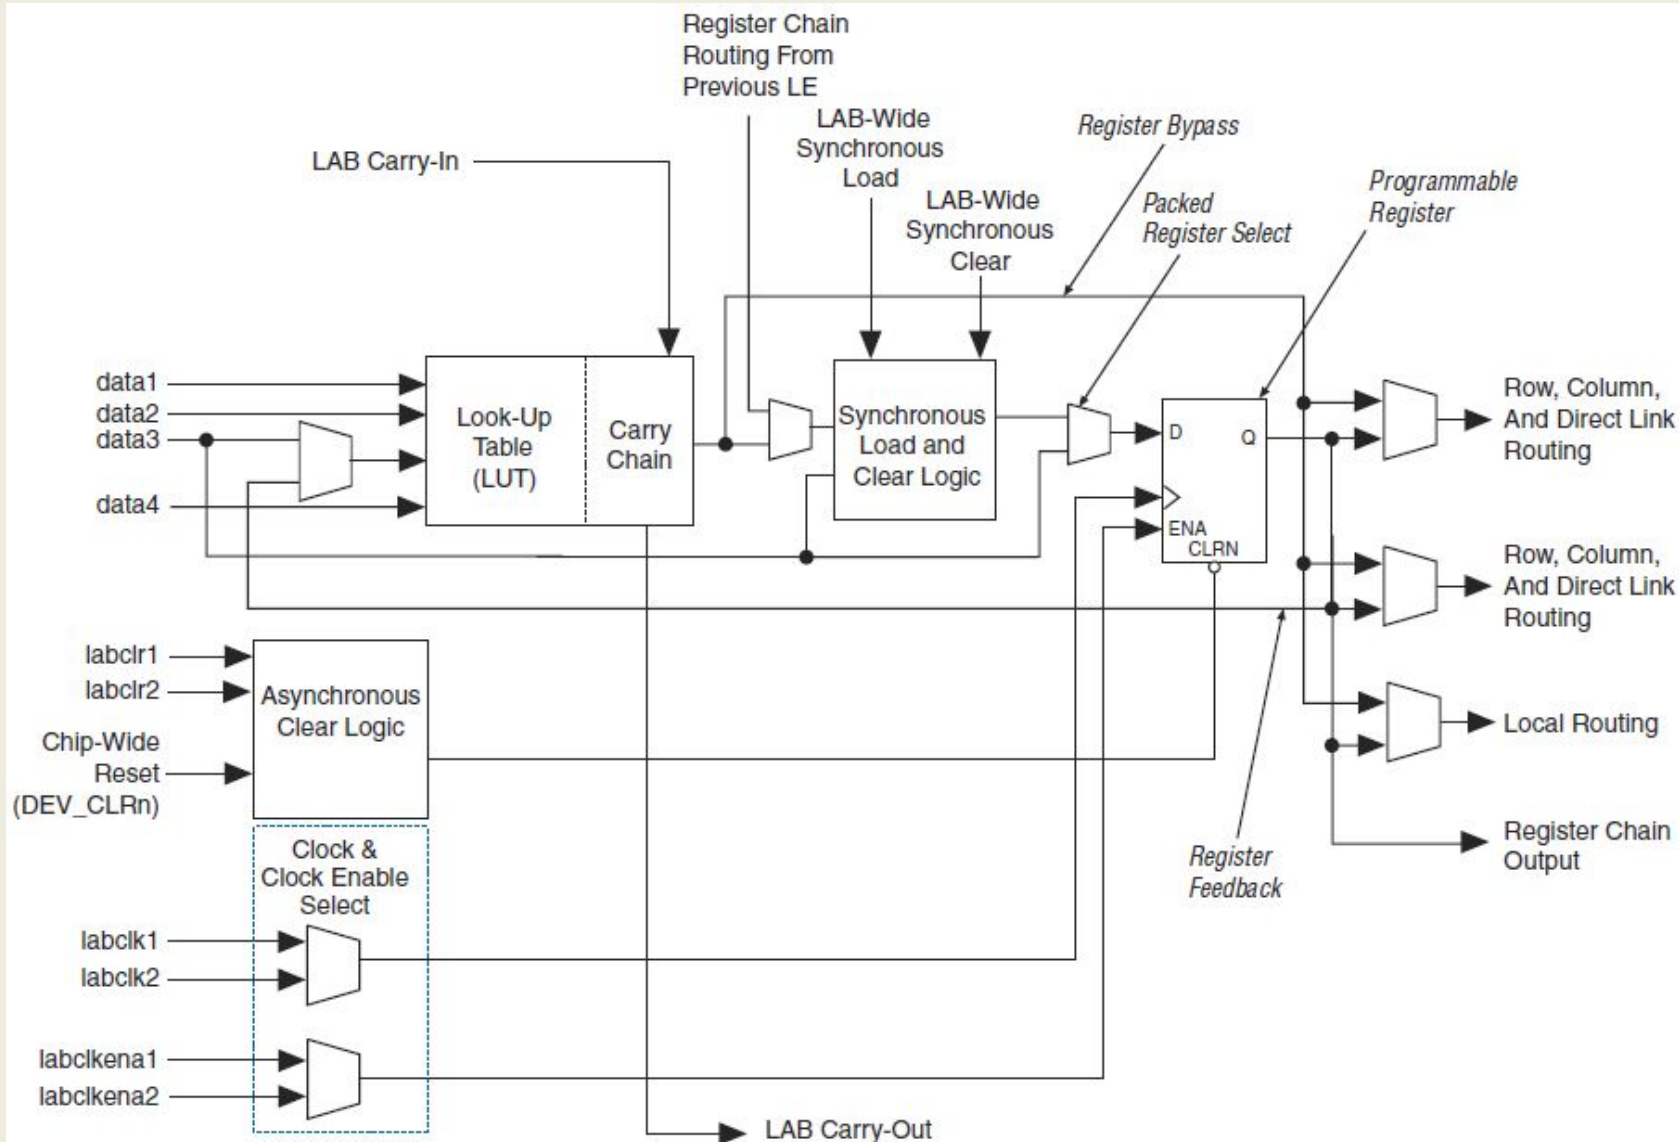 Register Chain
Routing From
Previous LE
LAB-Wide
Synchronous
Load
Register Bypass
LAB Carry-In
LAB-Wide
Synchronous
Clear
Packed
Register Select
Programmable
Register
data1
data2
data3
data4
Look-Up
Table
(LUT)
Carry
Chain
Synchronous
Load and
Clear Logic
D
Q
ENA
CLRN
Row, Column,
And Direct Link
Routing
Row, Column,
And Direct Link
Routing
labclr1
labclr2
Chip-Wide
Reset
(DEV_CLRn)
Asynchronous
Clear Logic
Local Routing
Register Chain
Output
Register
Feedback
Clock &
Clock Enable
Select
labclk1
labclk2
labclkena1
labclkena2
LAB Carry-Out